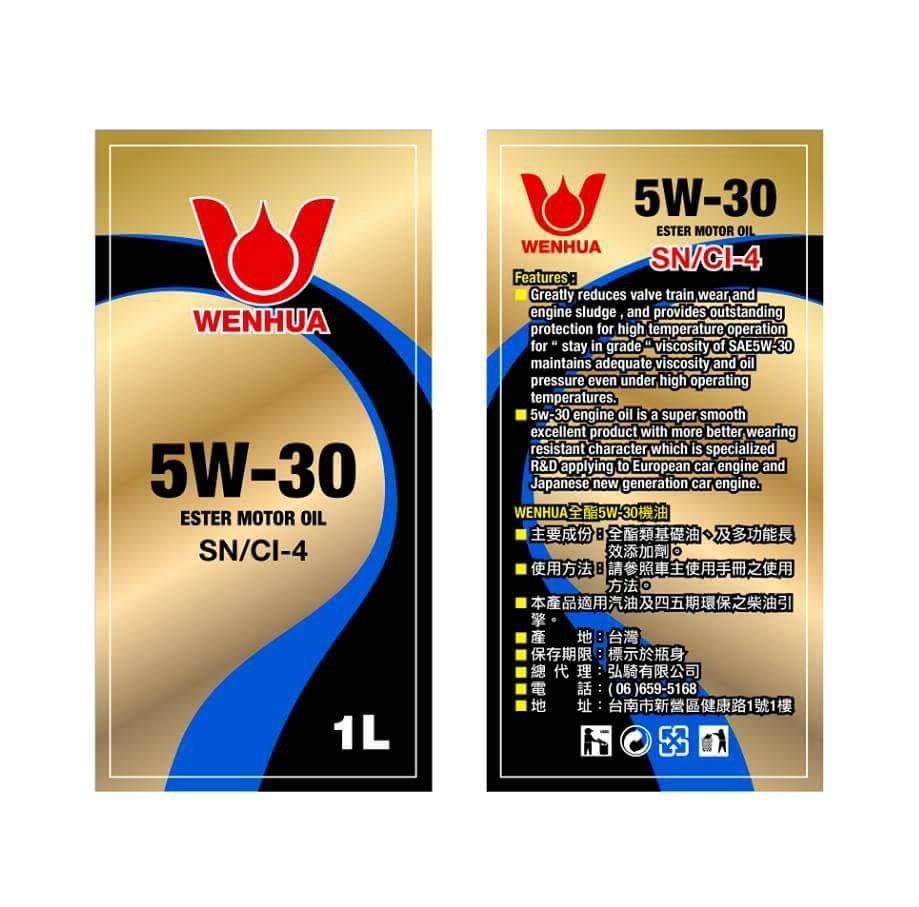 WENHUA
5W-30
ESTER MOTOR OIL
SN/CI-4
1L
WENHUA
5W-30
ESTER MOTOR OIL
SN/CI-4
Features :
Greatly reduces valve train wear and
engine sludge , and provides outstanding
protection for high temperature operation
for “ stay in grade “ viscosity of SAE5W-30
maintains adequate viscosity and oil
pressure even under high operating
temperatures.
5w-30 engine oil is a super smooth
excellent product with more better wearing
resistant character which is specialized
R&D applying to European car engine and
Japanese new generation car engine.
WENHUA全酯5W-30機油
主要成份：全酯類基礎油、及多功能長
效添加劑。
使用方法：請參照車主使用手冊之使用
方法。
本產品適用汽油及四五期環保之柴油引
擎。
產　　地：台灣
保存期限：標示於瓶身
總 代 理：弘騎有限公司
電　　話：( 06 )659-5168
地　　址：台南市新營區健康路1號1樓